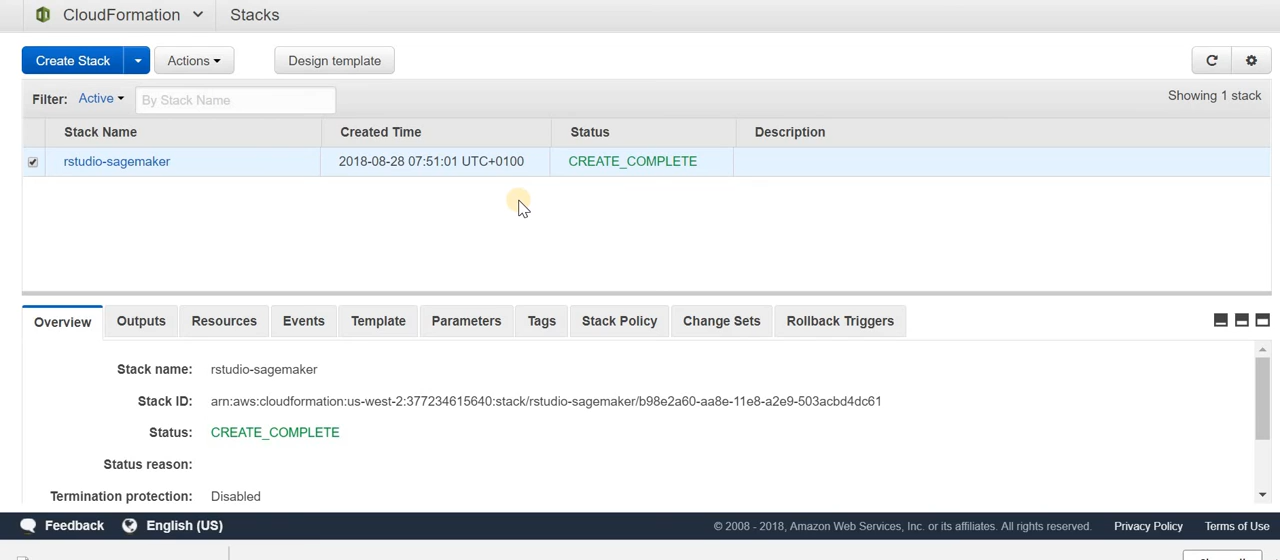 CloudFormation Stacks
Create Stack Actions Design template
Filter: Active By Stack Name Showing 1 stack
Stack Name Created Time Status Description
rstudio-sagemaker 2018-08-28 07:51:01 UTC+0100 CREATE_COMPLETE
Overview Outputs Resources Events Template Parameters Tags Stack Policy Change Sets Rollback Triggers
Stack name: rstudio-sagemaker
Stack ID: arn:aws:cloudformation:us-west-2:377234615640:stack/rstudio-sagemaker/b98e2a60-aa8e-11e8-a2e9-503acbd4dc61
Status: CREATE_COMPLETE
Status reason:
Termination protection: Disabled
Feedback English (US) © 2008 - 2018, Amazon Web Services, Inc. or its affiliates. All rights reserved. Privacy Policy Terms of Use